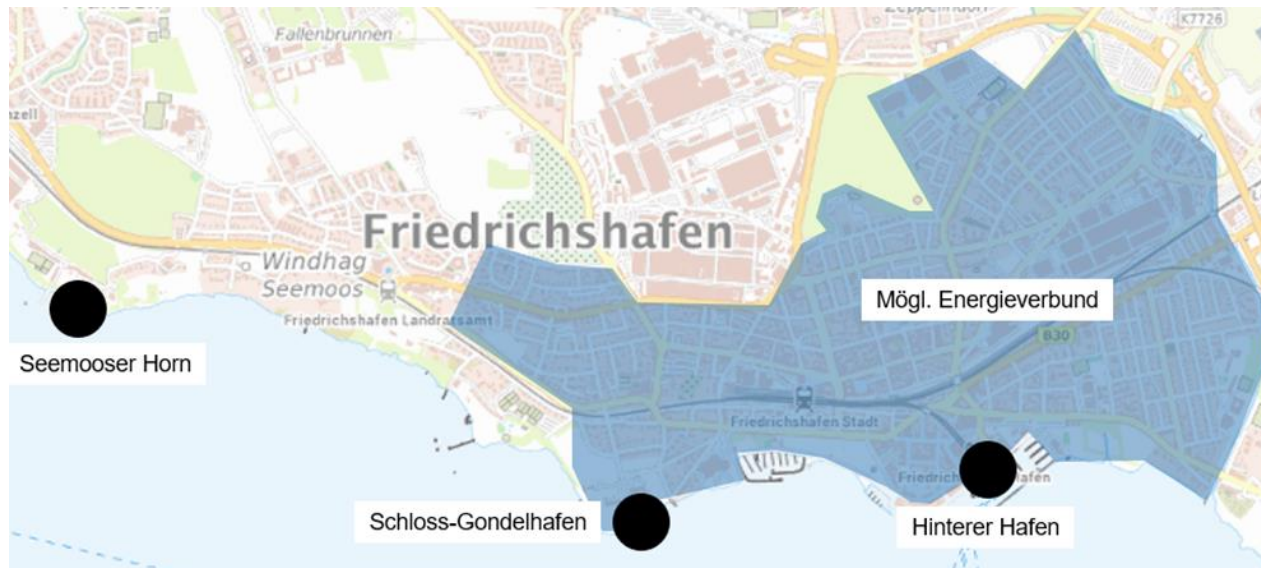 Fallenbrunnen
K7726
Friedrichshafen
Windhag
Seemoos
Mögl. Energieverbund
Friedrichshafen Landratsamt
B30
Seemooser Horn
Friedrichshafen Stadt
Schloss-Gondelhafen
Hinterer Hafen